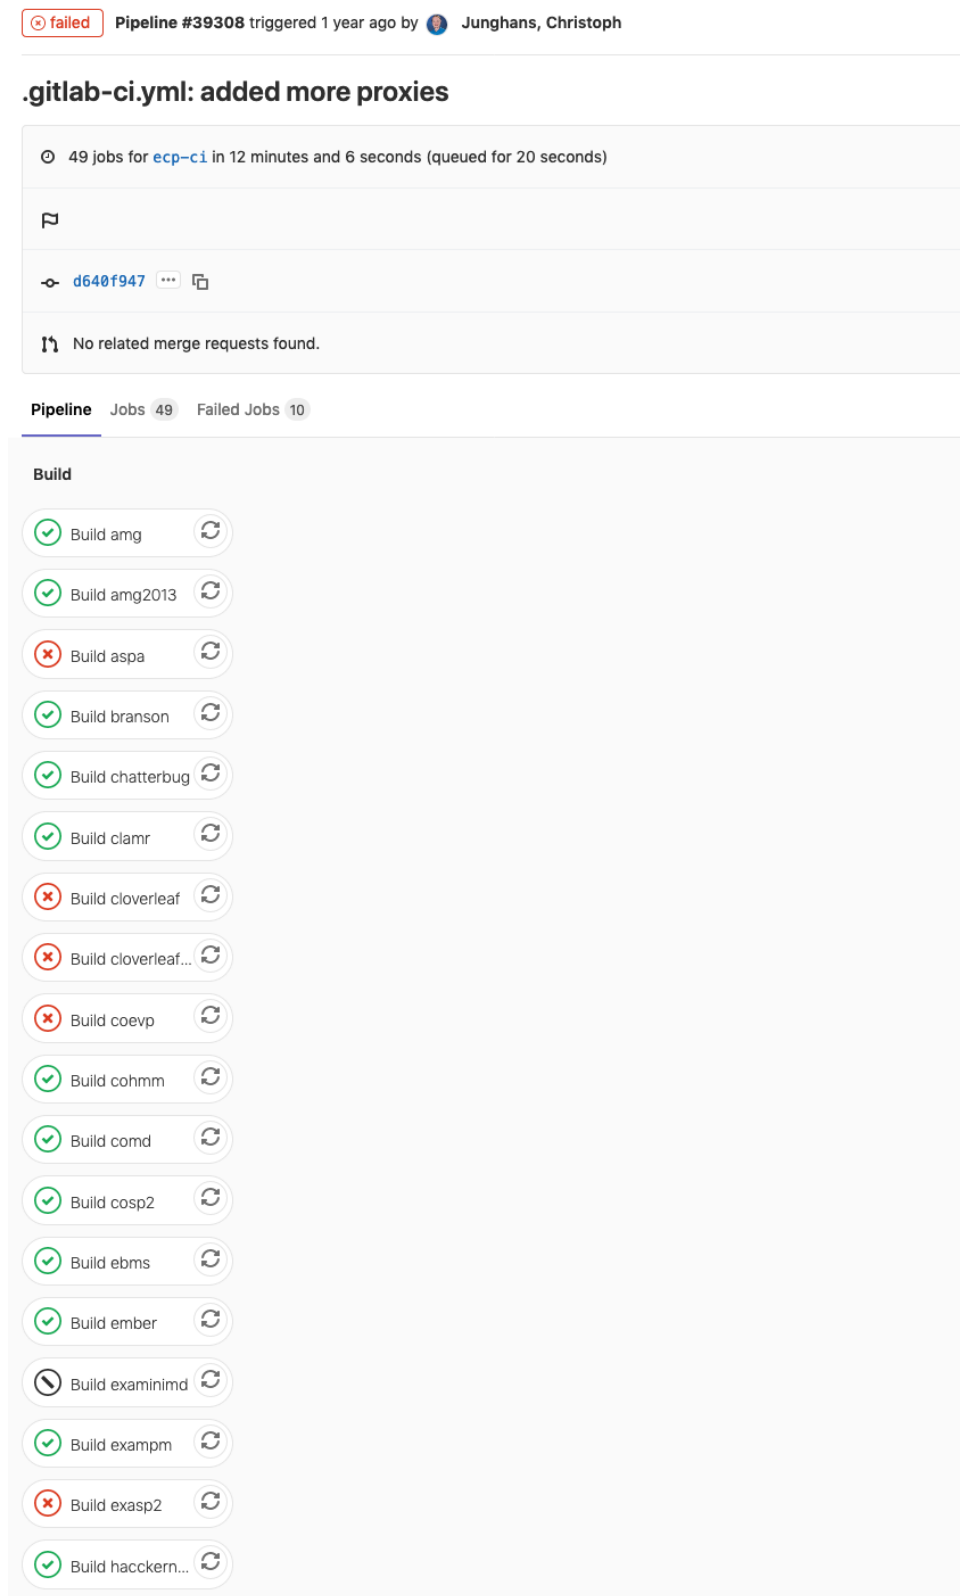 failed Pipeline #39308 triggered 1 year ago by Junghans, Christoph
.gitlab-ci.yml: added more proxies
49 jobs for ecp-ci in 12 minutes and 6 seconds (queued for 20 seconds)
d640f947 ...
No related merge requests found.
Pipeline Jobs 49 Failed Jobs 10
Build
Build amg
Build amg2013
Build aspa
Build branson
Build chatterbug
Build clamr
Build cloverleaf
Build cloverleaf...
Build coevp
Build cohmm
Build comd
Build cosp2
Build ebms
Build ember
Build examinimd
Build exampm
Build exasp2
Build hacckern...